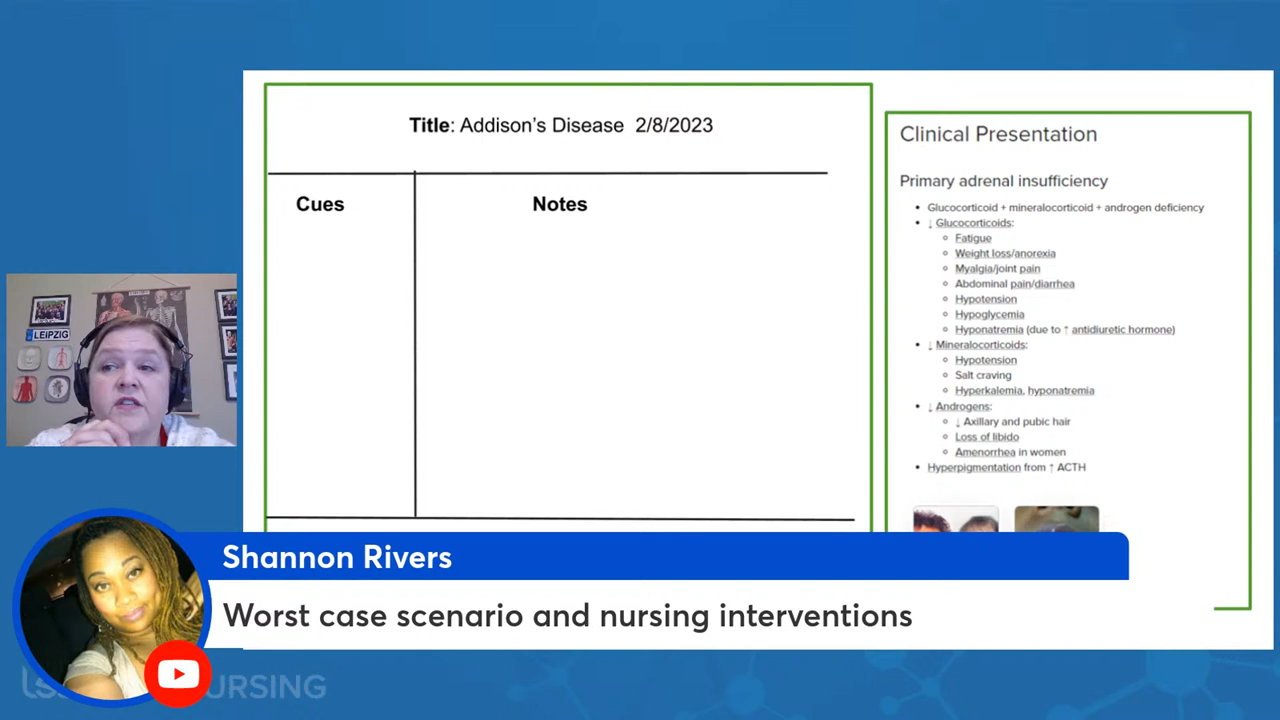 Title: Addison's Disease 2/8/2023
Cues
Notes
Clinical Presentation
Primary adrenal insufficiency
• Glucocorticoid + mineralocorticoid + androgen deficiency
• ↓ Glucocorticoids:
Fatigue
Weight loss/anorexia
Myalgia/joint pain
Abdominal pain/diarrhea
Hypotension
Hypoglycemia
Hyponatremia (due to ↑ antidiuretic hormone)
• ↓ Mineralocorticoids:
Hypotension
Salt craving
Hyperkalemia, hyponatremia
• ↓ Androgens:
↓ Axillary and pubic hair
Loss of libido
Amenorrhea in women
• Hyperpigmentation from ↑ ACTH
LEIPZIG
Shannon Rivers
Worst case scenario and nursing interventions
URSING